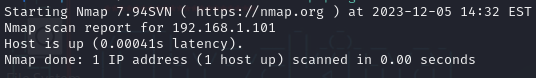 Starting Nmap 7.94SVN ( https://nmap.org ) at 2023-12-05 14:32 EST
Nmap scan report for 192.168.1.101
Host is up (0.00041s latency).
Nmap done: 1 IP address (1 host up) scanned in 0.00 seconds